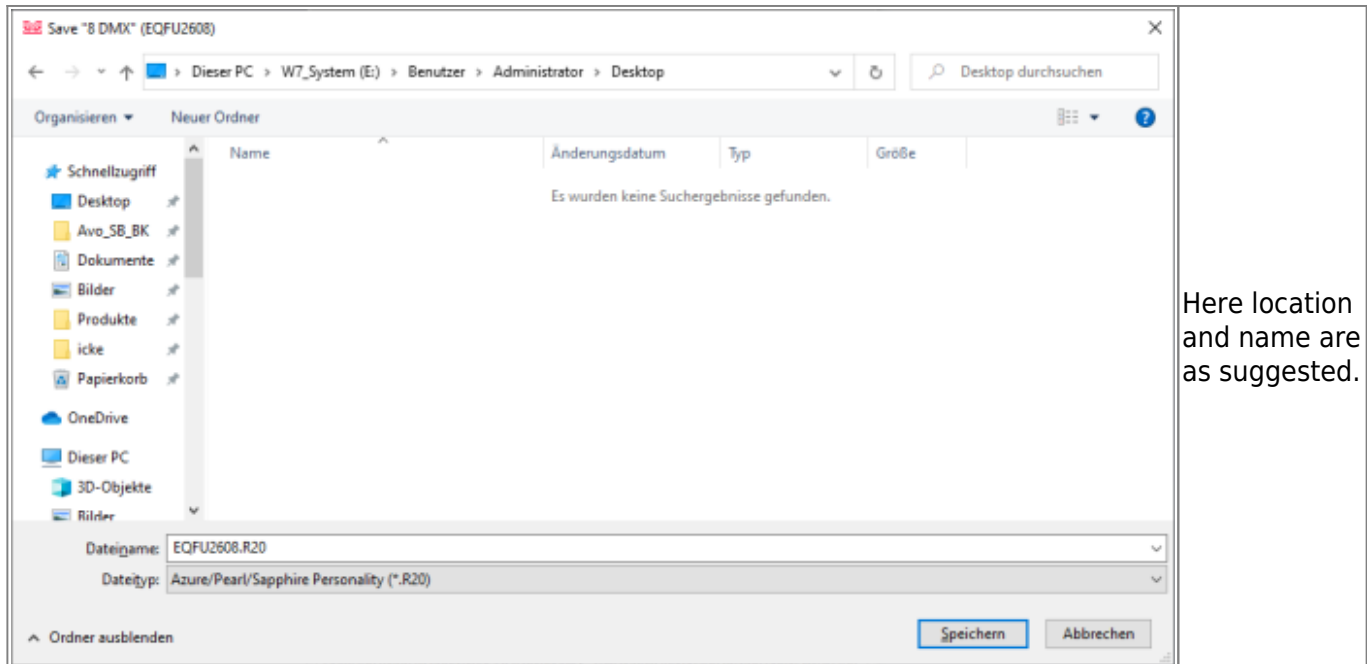 Save "8 DMX" (EQFU2608)
Dieser PC > W7_System (E:) > Benutzer > Administrator > Desktop
Desktop durchsuchen
Organisieren
Neuer Ordner
Name
Änderungsdatum
Typ
Größe
Es wurden keine Suchergebnisse gefunden.
Schnellzugriff
Desktop
Avo_SB_BK
Dokumente
Bilder
Produkte
icke
Papierkorb
OneDrive
Dieser PC
3D-Objekte
Bilder
Dateiname: EQFU2608.R20
Dateityp: Azure/Pearl/Sapphire Personality (*.R20)
Ordner ausblenden
Speichern
Abbrechen
Here location
and name are
as suggested.